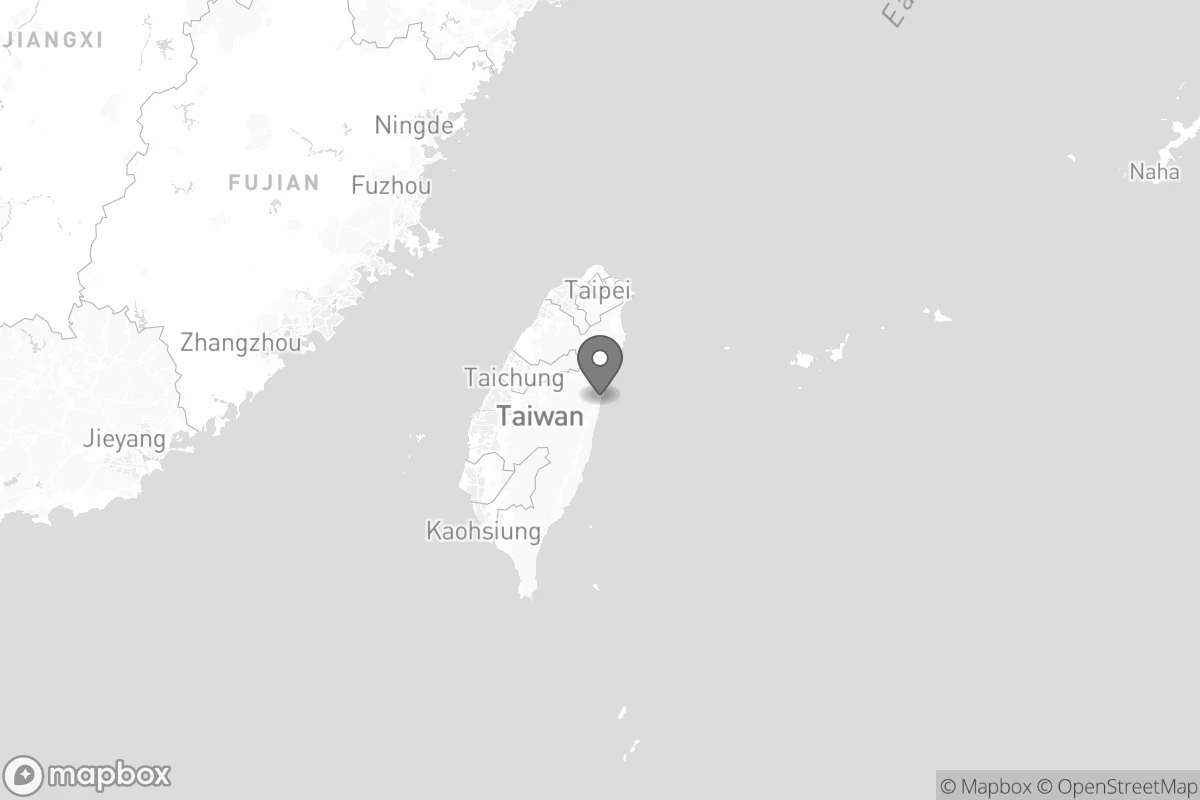 Ea
JIANGXI
Ningde
Naha
FUJIAN
Fuzhou
Taipei
Zhangzhou
Taichung
Taiwan
Jieyang
Kaohsiung
mapbox
© Mapbox © OpenStreetMap